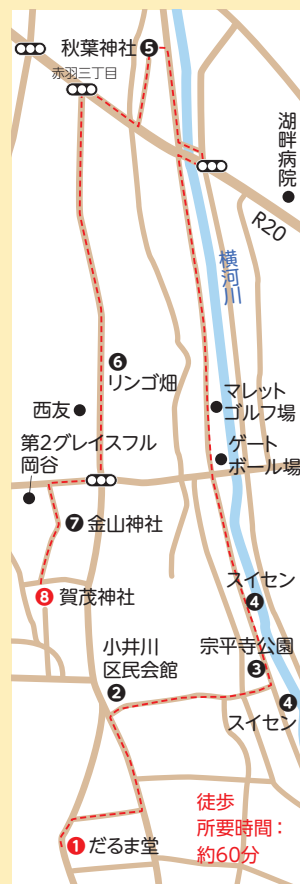 秋葉神社 ❺
赤羽三丁目
湖畔病院
R20
横河川
❻
リンゴ畑
西友
マレット
ゴルフ場
第2グレイスフル
岡谷
ゲート
ボール場
❼ 金山神社
❽ 賀茂神社
スイセン
❹
小井川
区民会館
❷
宗平寺公園
❸
❹
スイセン
徒歩
所要時間：
約60分
❶ だるま堂